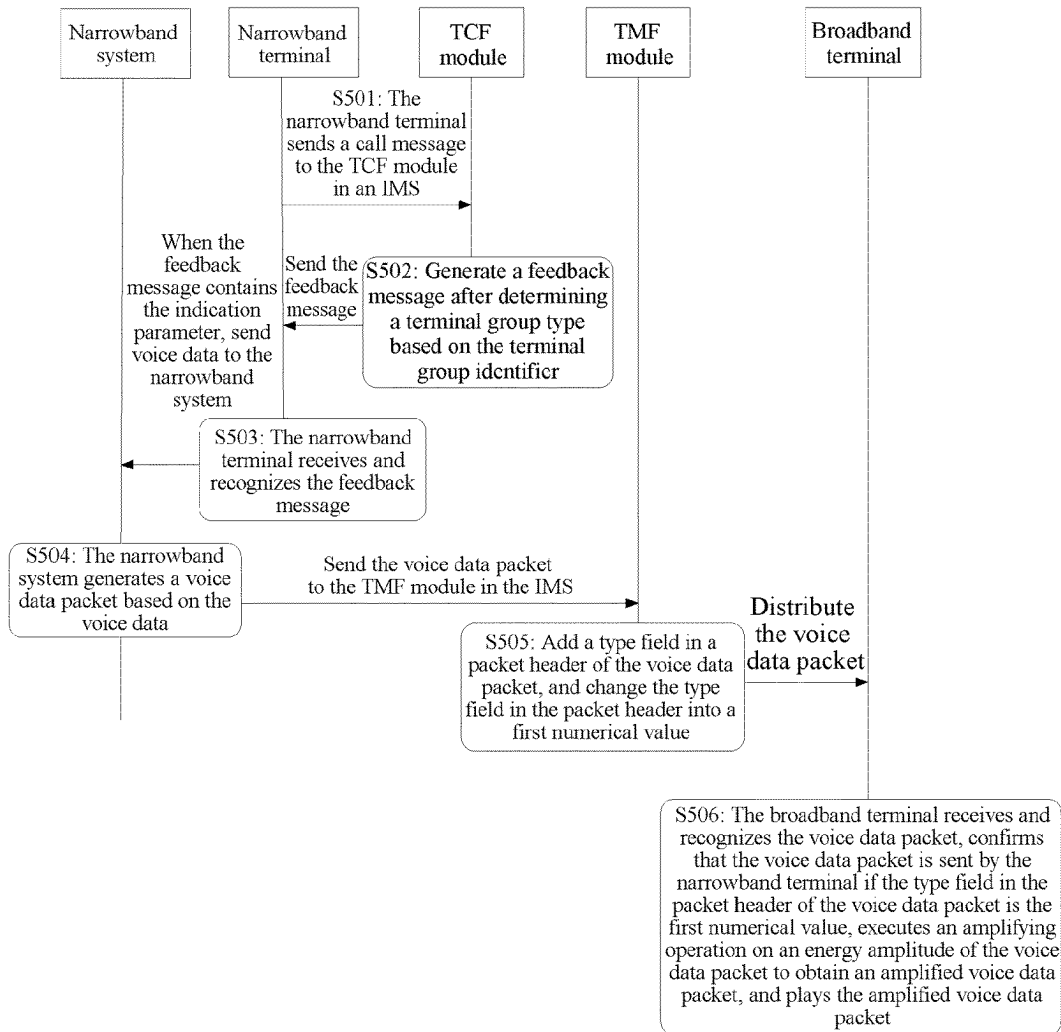 Narrowband
system
Narrowband
terminal
TCF
module
TMF
module
Broadband
terminal
S501: The
narrowband terminal
sends a call message
to the TCF module
in an IMS
When the
feedback
message contains
the indication
parameter, send
voice data to the
narrowband
system
Send the
feedback
message
S502: Generate a feedback
message after determining
a terminal group type
based on the terminal
group identifier
S503: The narrowband
terminal receives and
recognizes the feedback
message
S504: The narrowband
system generates a voice
data packet based on the
voice data
Send the voice data packet
to the TMF module in the IMS
S505: Add a type field in a
packet header of the voice data
packet, and change the type
field in the packet header into a
first numerical value
Distribute
the voice
data packet
S506: The broadband terminal receives and
recognizes the voice data packet, confirms
that the voice data packet is sent by the
narrowband terminal if the type field in the
packet header of the voice data packet is the
first numerical value, executes an amplifying
operation on an energy amplitude of the voice
data packet to obtain an amplified voice data
packet, and plays the amplified voice data
packet